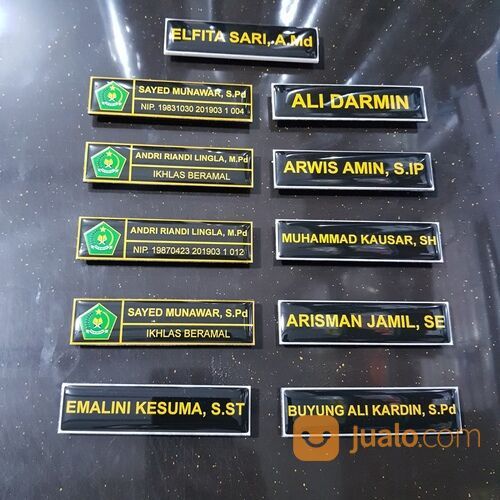 ELFITA SARI, A.Md
SAYED MUNAWAR, S.Pd
NIP. 19831030 201903 1 004
ALI DARMIN
ANDRI RIANDI LINGLA, M.Pd
IKHLAS BERAMAL
ARWIS AMIN, S.IP
ANDRI RIANDI LINGLA, M.Pd
NIP. 19870423 201903 1 012
MUHAMMAD KAUSAR, SH
SAYED MUNAWAR, S.Pd
IKHLAS BERAMAL
ARISMAN JAMIL, SE
EMALINI KESUMA, S.ST
BUYUNG ALI KARDIN, S.Pd
jualo.com